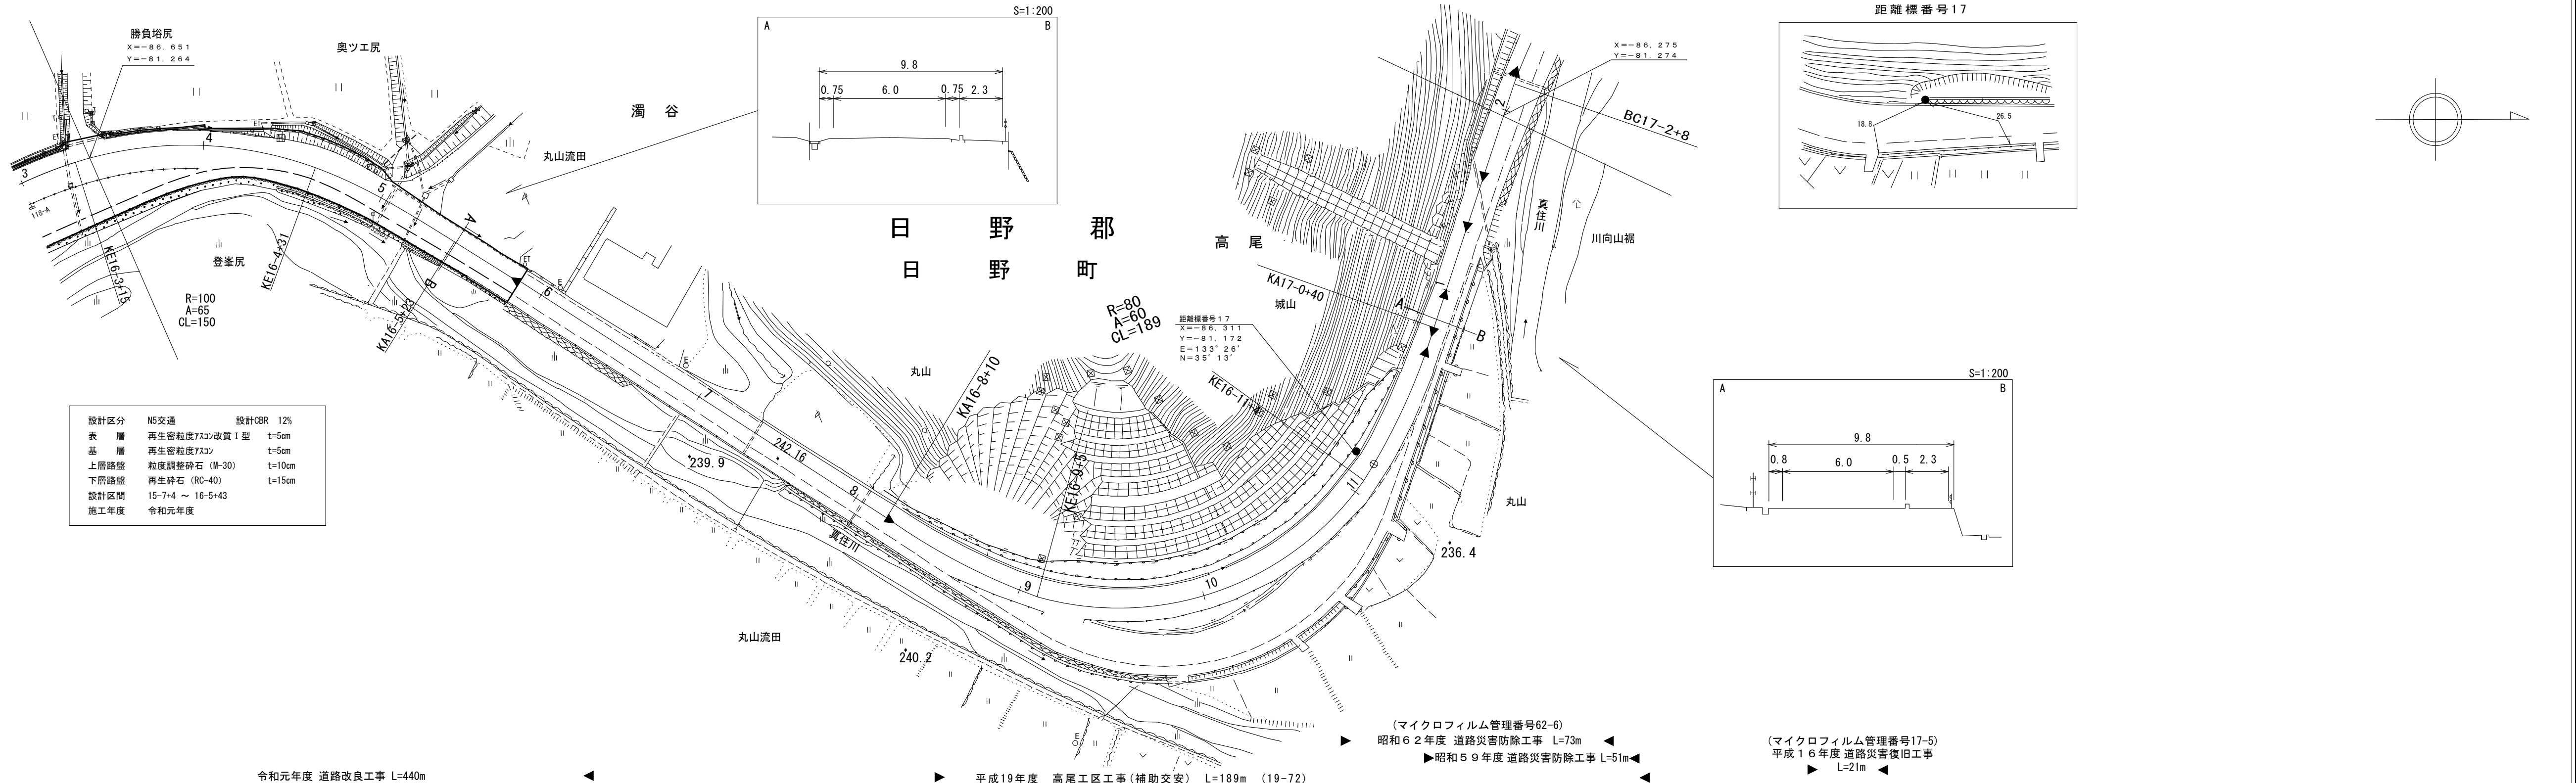 勝負峪尻
X=-86,651
Y=-81,264
奥ツエ尻
濁 谷
丸山流田
3
4
5
6
7
8
9
10
11
1
2
118-A
KE16-3+15
登峯尻
R=100
A=65
CL=150
KE16-4+31
KA16-5+23
A
B
ET
E
S=1:200
A
B
9.8
0.75
6.0
0.75
2.3
日 野 郡
日 野 町
高 尾
丸山
KA16-8+10
R=80
A=60
CL=189
城山
KA17-0+40
距離標番号17
X=-86,311
Y=-81,172
E=133°26′
N=35°13′
KE16-11+4
KE16-9+5
242.16
239.9
真住川
丸山流田
240.2
236.4
丸山
A
B
X=-86,275
Y=-81,274
BC17-2+8
真住川
川向山裾
距離標番号17
18.8
26.5
S=1:200
A
B
9.8
0.8
6.0
0.5
2.3
設計区分 N5交通 設計CBR 12%
表 層 再生密粒度アスコン改質Ⅰ型 t=5cm
基 層 再生密粒度アスコン t=5cm
上層路盤 粒度調整砕石 (M-30) t=10cm
下層路盤 再生砕石 (RC-40) t=15cm
設計区間 15-7+4 ～ 16-5+43
施工年度 令和元年度
令和元年度 道路改良工事 L=440m
平成19年度 高尾工区工事(補助交安) L=189m (19-72)
(マイクロフィルム管理番号62-6)
昭和62年度 道路災害防除工事 L=73m
昭和59年度 道路災害防除工事 L=51m
(マイクロフィルム管理番号17-5)
平成16年度 道路災害復旧工事
L=21m